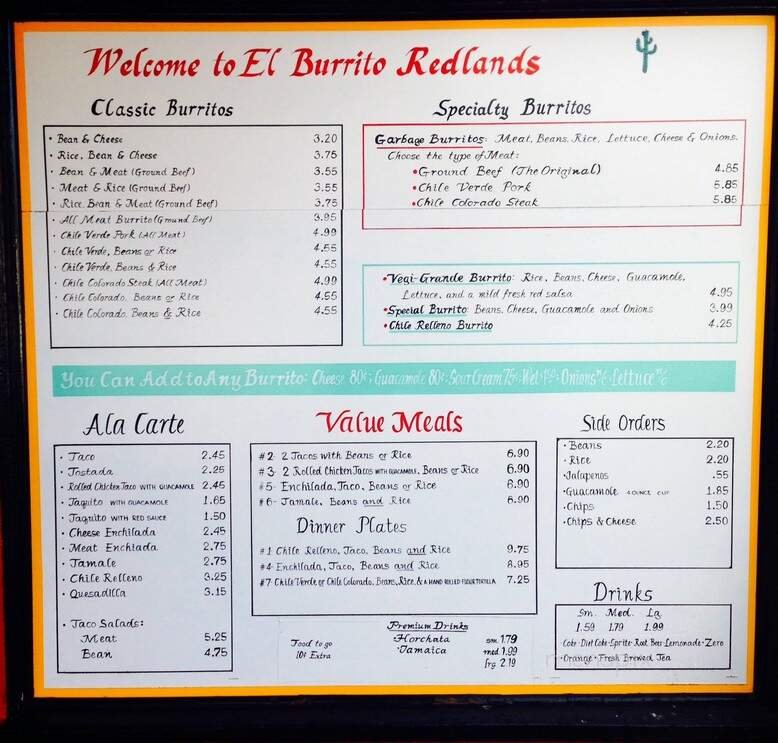 Welcome to El Burrito Redlands
Classic Burritos
• Bean & Cheese 3.20
• Rice, Bean & Cheese 3.75
• Bean & Meat (Ground Beef) 3.55
• Meat & Rice (Ground Beef) 3.55
• Rice, Bean & Meat (Ground Beef) 3.75
• All Meat Burrito (Ground Beef) 3.95
• Chile Verde Pork (All Meat) 4.99
• Chile Verde, Beans or Rice 4.55
• Chile Verde, Beans & Rice 4.55
• Chile Colorado Steak (All Meat) 4.99
• Chile Colorado, Beans or Rice 4.55
• Chile Colorado, Beans & Rice 4.55
Specialty Burritos
Garbage Burritos: Meat, Beans, Rice, Lettuce, Cheese & Onions.
Choose the type of Meat:
• Ground Beef (The Original) 4.85
• Chile Verde Pork 5.85
• Chile Colorado Steak 5.85
• Vegi-Grande Burrito: Rice, Beans, Cheese, Guacamole,
Lettuce, and a mild fresh red salsa 4.95
• Special Burrito: Beans, Cheese, Guacamole and Onions 3.99
• Chile Relleno Burrito 4.25
You Can Add to Any Burrito: Cheese 80¢; Guacamole 80¢; Sour Cream 75¢; Wet 1.50; Onions n/c; Lettuce n/c
Ala Carte
• Taco 2.45
• Tostada 2.25
• Rolled Chicken Taco WITH GUACAMOLE 2.45
• Taquito WITH GUACAMOLE 1.65
• Taquito WITH RED SAUCE 1.50
• Cheese Enchilada 2.45
• Meat Enchlada 2.75
• Tamale 2.75
• Chile Relleno 3.25
• Quesadilla 3.15
• Taco Salads:
Meat 5.25
Bean 4.75
Value Meals
#2- 2 Tacos with Beans or Rice 6.90
#3- 2 Rolled Chicken Tacos WITH GUACAMOLE, Beans or Rice 6.90
#5- Enchilada, Taco, Beans or Rice 6.90
#6- Tamale, Beans and Rice 6.90
Dinner Plates
#1 Chile Relleno, Taco, Beans and Rice 9.75
#4- Enchilada, Taco, Beans and Rice 8.95
#7- Chile Verde or Chile Colorado, Beans, Rice, & A HAND ROLLED FLOUR TORTILLA 7.25
Food to go
10¢ Extra
Premium Drinks
• Horchata sm. 1.79
• Jamaica med. 1.99
lrg 2.19
Side Orders
• Beans 2.20
• Rice 2.20
• Jalapenos .55
• Guacamole 4 OUNCE CUP 1.85
• Chips 1.50
• Chips & Cheese 2.50
Drinks
Sm. Med. La
1.59 1.79 1.99
• Coke • Diet Coke • Sprite • Root Beer • Lemonade • Zero
• Orange • Fresh Brewed Tea